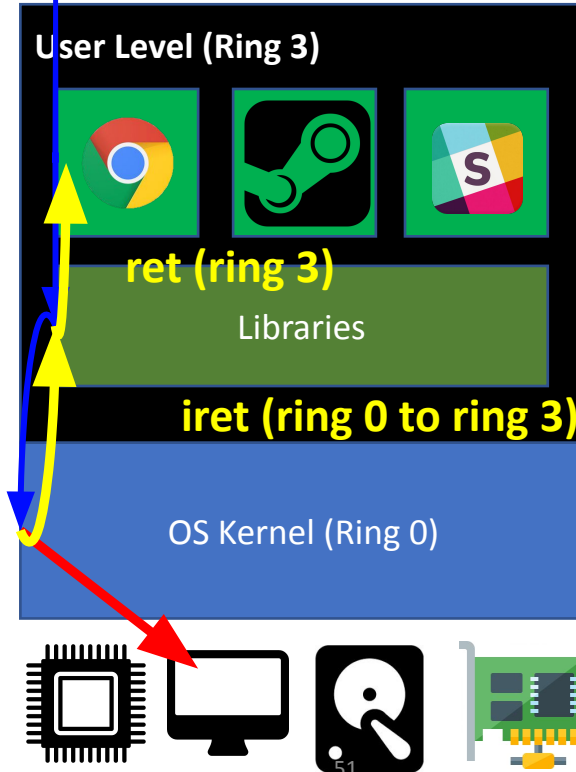 User Level (Ring 3)
S
ret (ring 3)
Libraries
iret (ring 0 to ring 3)
OS Kernel (Ring 0)
51